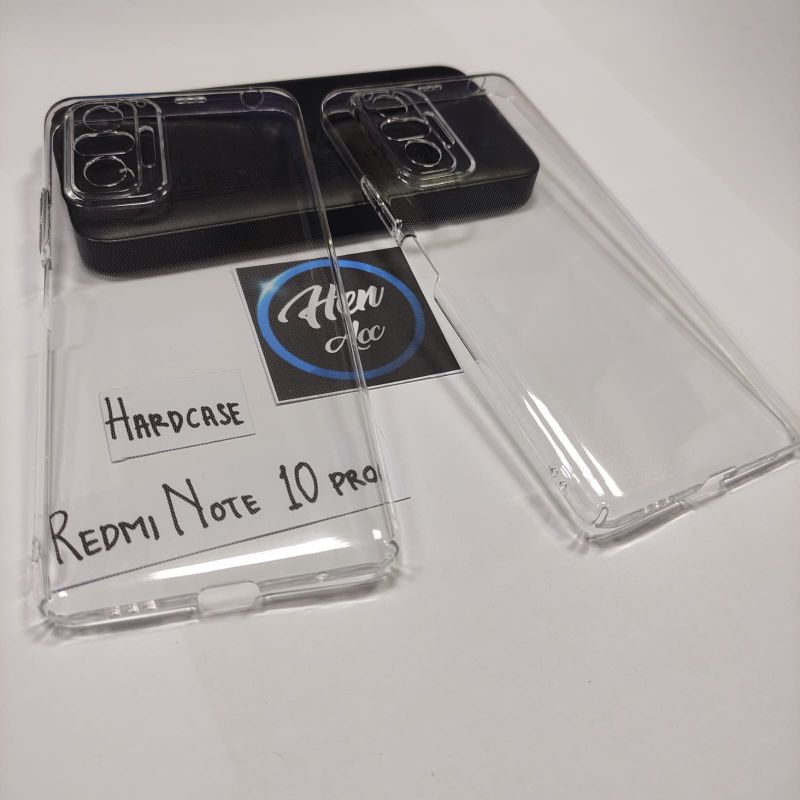 Hen
Acc
HARDCASE
REDMI NOTE 10 PRO